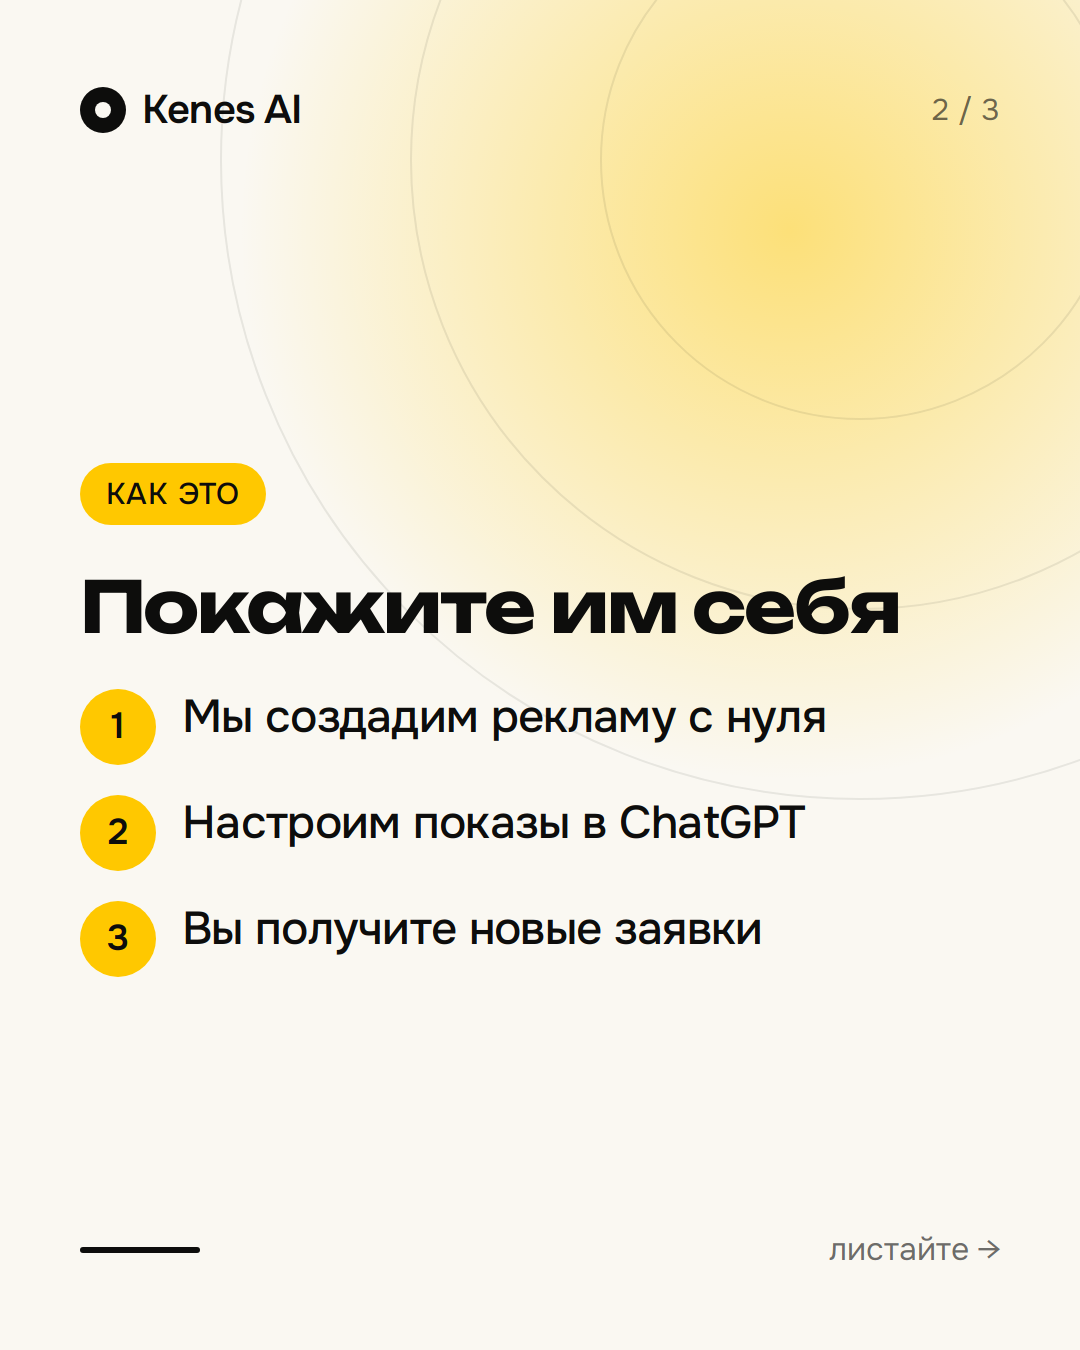 Kenes AI
2 / 3
КАК ЭТО
Покажите им себя
1 Мы создадим рекламу с нуля
2 Настроим показы в ChatGPT
3 Вы получите новые заявки
листайте →